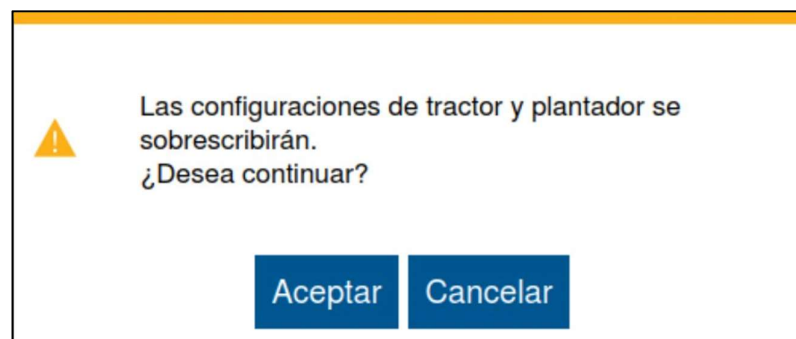 Las configuraciones de tractor y plantador se
sobrescribirán.
¿Desea continuar?
Aceptar Cancelar